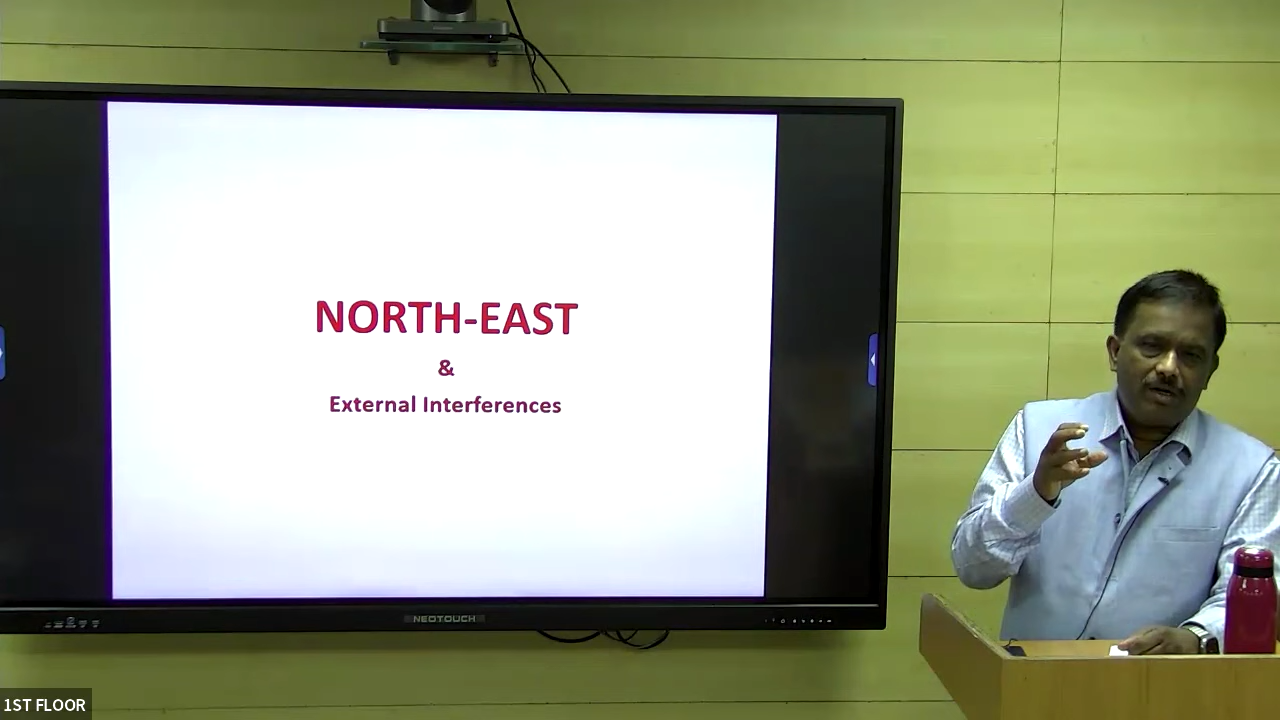 NORTH-EAST
&
External Interferences
NEOTOUCH
1ST FLOOR